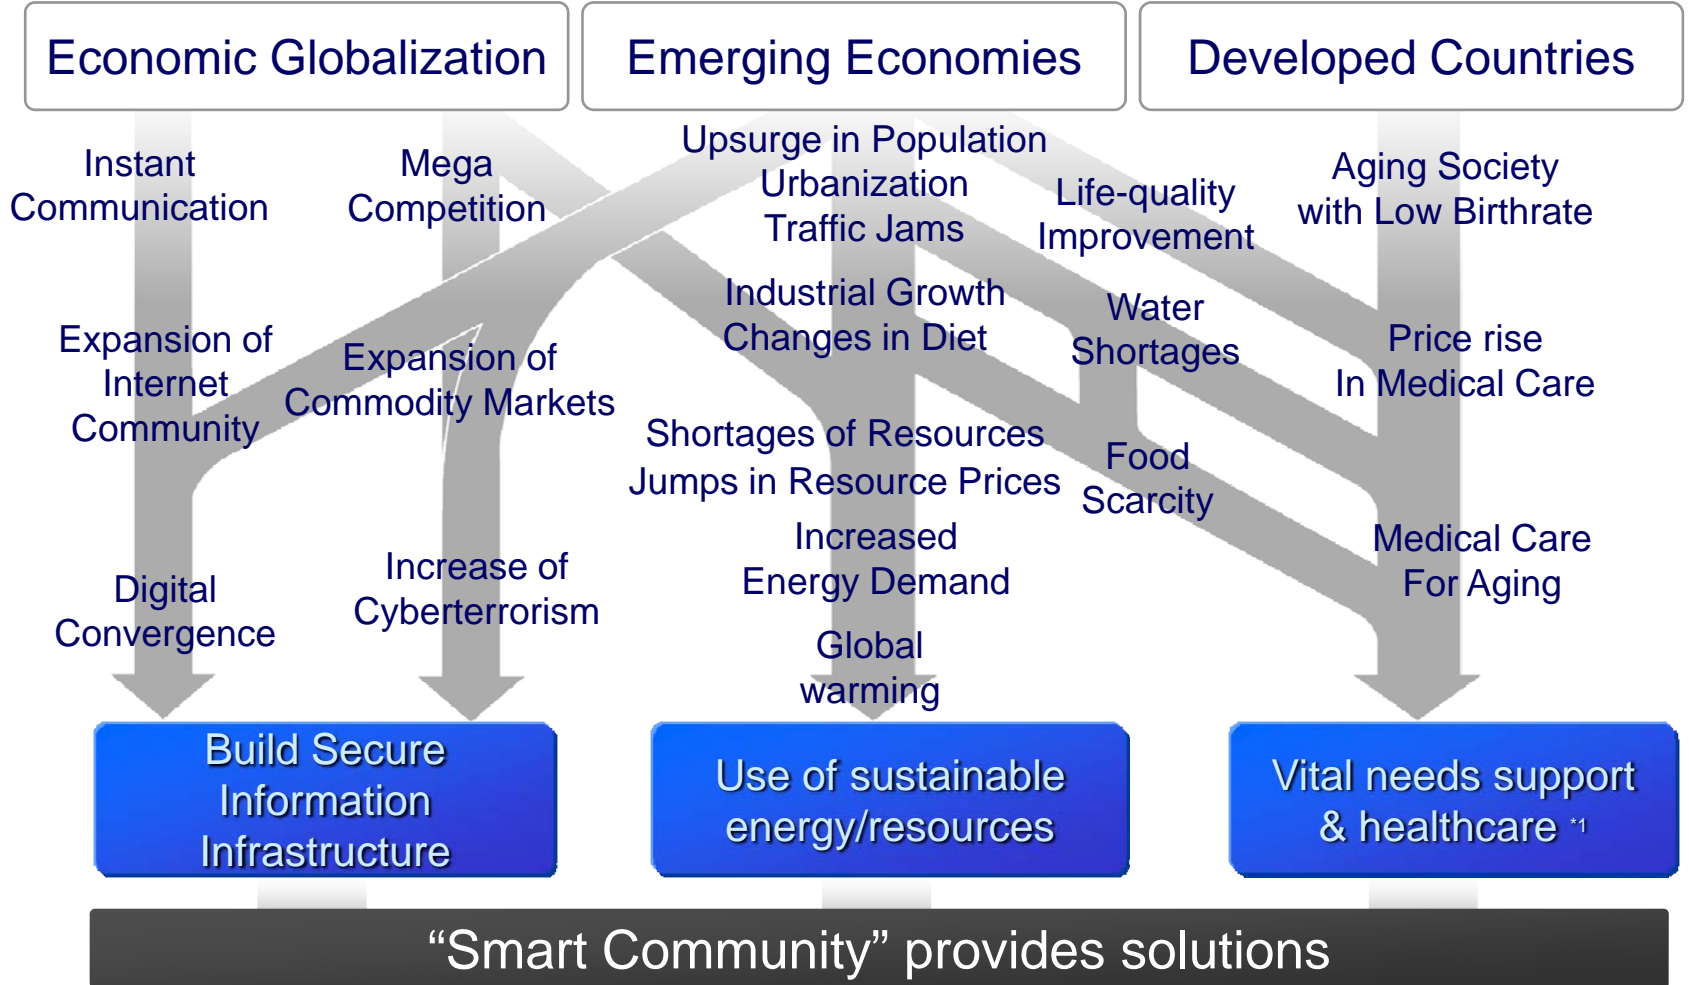 Economic Globalization
Emerging Economies
Developed Countries
Instant
Communication
Mega
Competition
Upsurge in Population
Urbanization
Traffic Jams
Life-quality
Improvement
Aging Society
with Low Birthrate
Expansion of
Internet
Community
Expansion of
Commodity Markets
Industrial Growth
Changes in Diet
Water
Shortages
Price rise
In Medical Care
Shortages of Resources
Jumps in Resource Prices
Food
Scarcity
Digital
Convergence
Increase of
Cyberterrorism
Increased
Energy Demand
Medical Care
For Aging
Global
warming
Build Secure
Information
Infrastructure
Use of sustainable
energy/resources
Vital needs support
& healthcare *1
“Smart Community” provides solutions